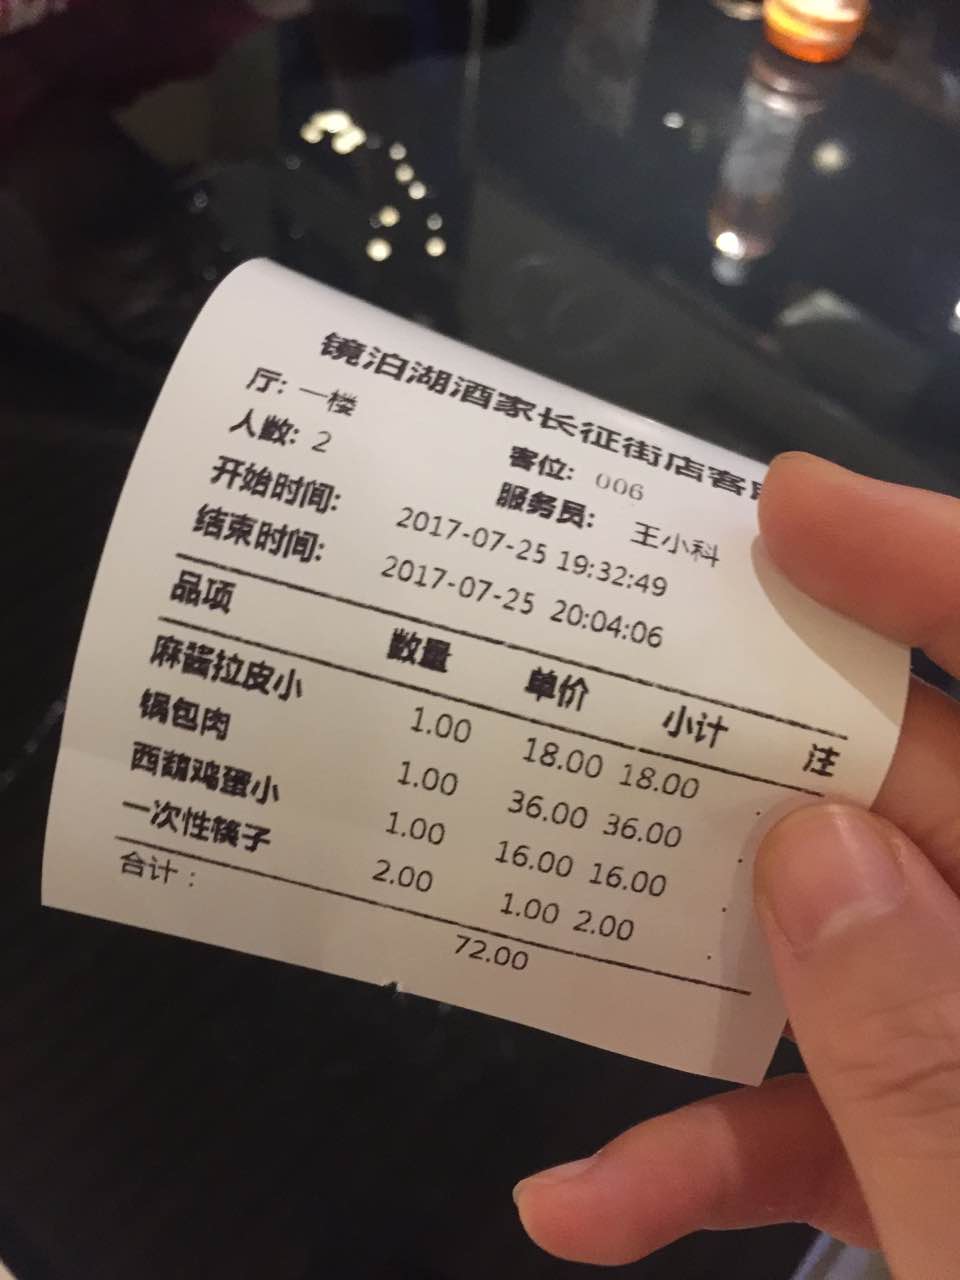 镜泊湖酒家长征街店客
厅: 一楼 客位: 006
人数: 2 服务员: 王小科
开始时间: 2017-07-25 19:32:49
结束时间: 2017-07-25 20:04:06
品项 数量 单价 小计 注
麻酱拉皮小 1.00 18.00 18.00 .
锅包肉 1.00 36.00 36.00 .
西葫鸡蛋小 1.00 16.00 16.00 .
一次性筷子 2.00 1.00 2.00 .
合计: 72.00